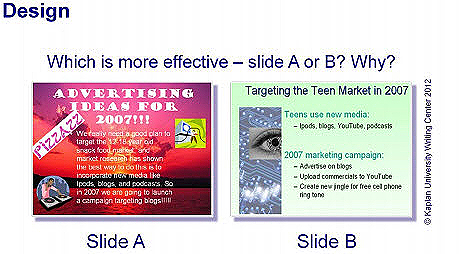 Design
Which is more effective – slide A or B? Why?
ADVERTISING
IDEAS FOR
2007!!!
PIZZAZZ
We really need a good plan to
target the 12-18 year old
snack food market, and
market research has shown
the best way to do this is to
incorporate new media like
Ipods, blogs, and podcasts. So
in 2007 we are going to launch
a campaign targeting blogs!!!!!
Targeting the Teen Market in 2007
Teens use new media:
– Ipods, blogs, YouTube, podcasts
2007 marketing campaign:
– Advertise on blogs
– Upload commercials to YouTube
– Create new jingle for free cell phone
ring tone
Slide A
Slide B
© Kaplan University Writing Center 2012